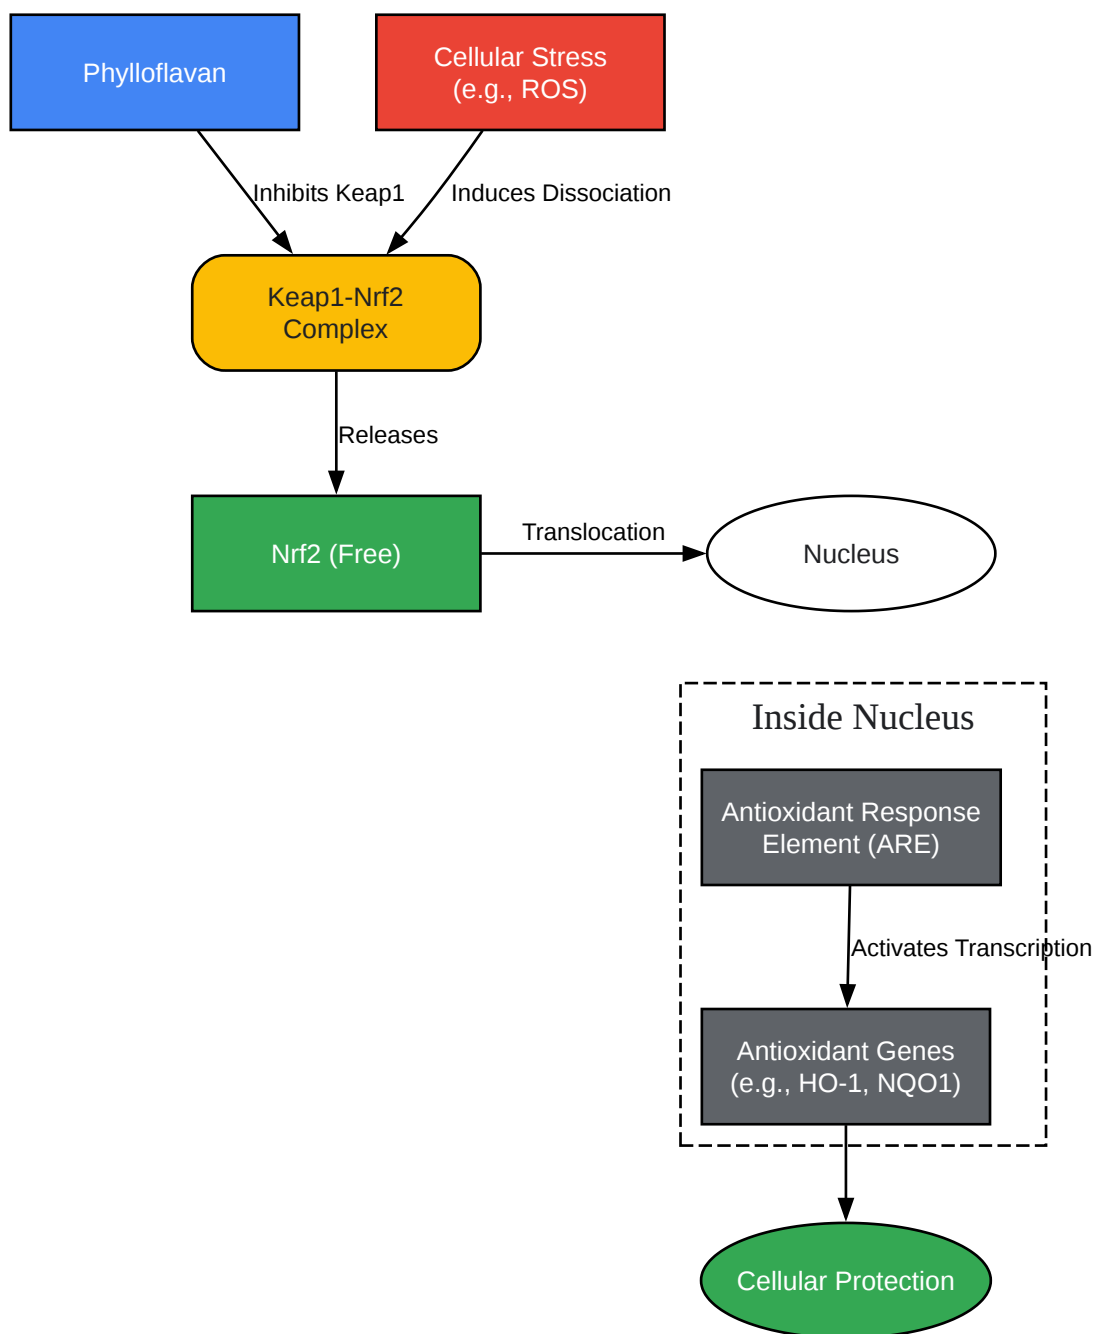 Phylloflavan
Cellular Stress
(e.g., ROS)
Inhibits Keap1
Induces Dissociation
Keap1-Nrf2
Complex
Releases
Nrf2 (Free)
Translocation
Nucleus
Inside Nucleus
Antioxidant Response
Element (ARE)
Activates Transcription
Antioxidant Genes
(e.g., HO-1, NQO1)
Cellular Protection